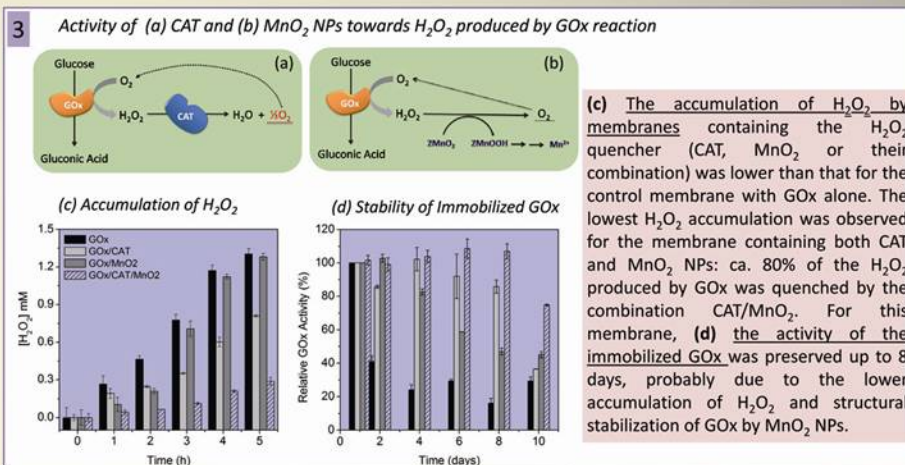 3
Activity of (a) CAT and (b) MnO₂ NPs towards H₂O₂ produced by GOx reaction
Glucose
(a)
O₂
GOx
H₂O₂
CAT
H₂O + ½O₂
Gluconic Acid
Glucose
(b)
O₂
GOx
H₂O₂
O₂
2MnO₂
2MnOOH
Mn²⁺
Gluconic Acid
(c) Accumulation of H₂O₂
[H₂O₂] mM
1.5
1.2
0.9
0.6
0.3
0.0
GOx
GOx/CAT
GOx/MnO2
GOx/CAT/MnO2
0 1 2 3 4 5
Time (h)
(d) Stability of Immobilized GOx
Relative GOx Activity (%)
120
100
80
60
40
20
0
0 2 4 6 8 10
Time (days)
(c) The accumulation of H₂O₂ by
membranes containing the H₂O₂
quencher (CAT, MnO₂ or their
combination) was lower than that for the
control membrane with GOx alone. The
lowest H₂O₂ accumulation was observed
for the membrane containing both CAT
and MnO₂ NPs: ca. 80% of the H₂O₂
produced by GOx was quenched by the
combination CAT/MnO₂. For this
membrane, (d) the activity of the
immobilized GOx was preserved up to 8
days, probably due to the lower
accumulation of H₂O₂ and structural
stabilization of GOx by MnO₂ NPs.